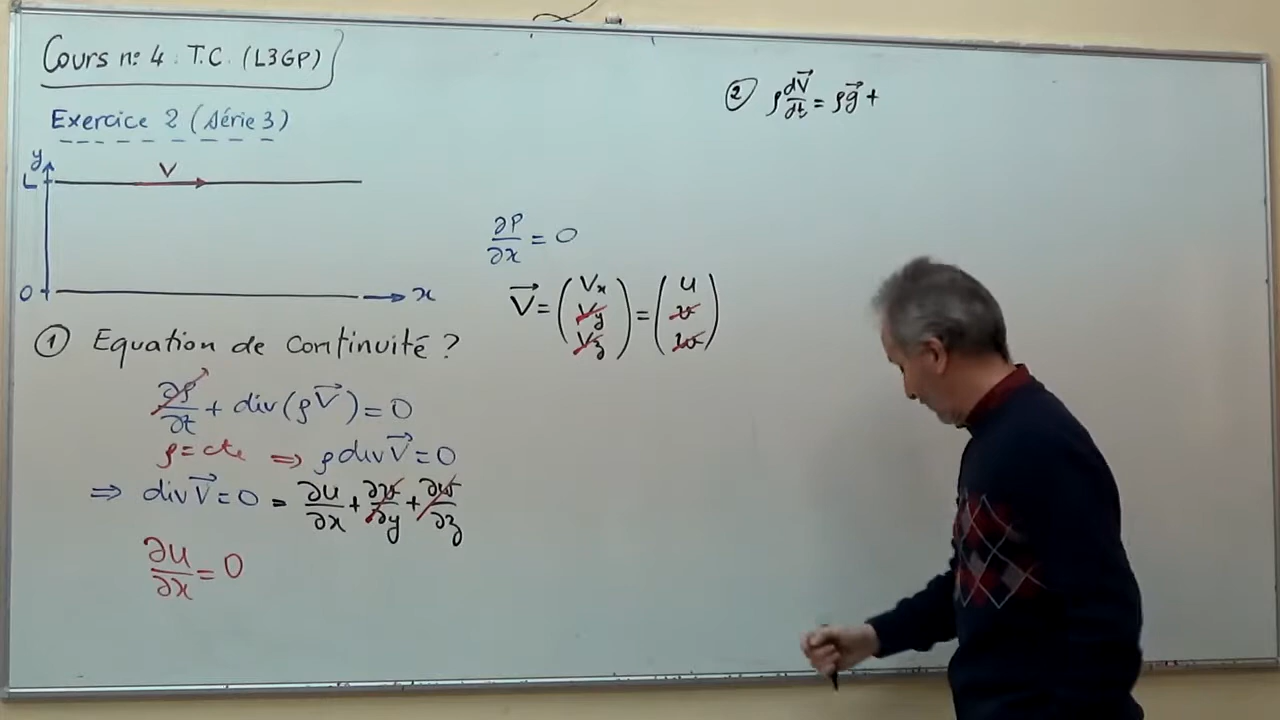 Cours n: 4 : T.C. (L3GP)
Exercice 2 (série 3)
y
L
V
0
x
① Equation de continuité ?
∂ρ/∂t + div(ρV⃗) = 0
ρ = cte ⇒ ρ div V⃗ = 0
⇒ div V⃗ = 0 = ∂u/∂x + ∂v/∂y + ∂w/∂z
∂u/∂x = 0
∂P/∂x = 0
V⃗ = (Vx Vy Vz) = (u v w)
② ρ dV⃗/dt = ρg⃗ +